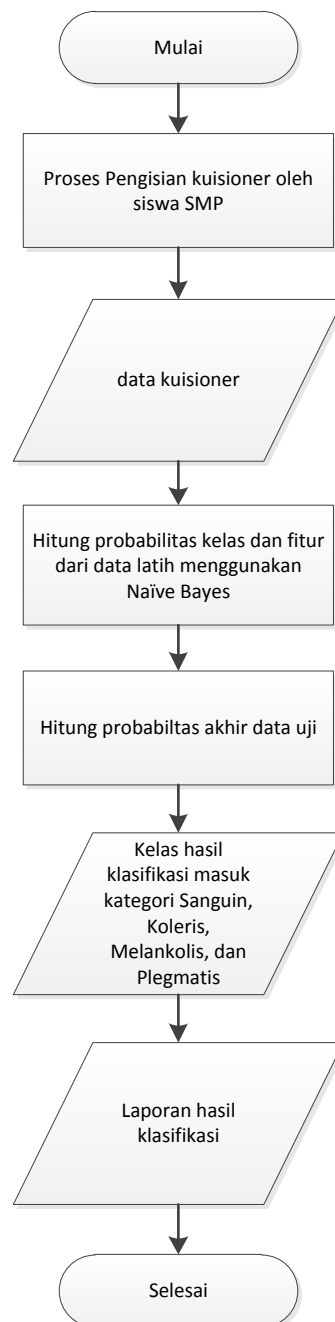 Mulai
Proses Pengisian kuisioner oleh
siswa SMP
data kuisioner
Hitung probabilitas kelas dan fitur
dari data latih menggunakan
Naïve Bayes
Hitung probabiltas akhir data uji
Kelas hasil
klasifikasi masuk
kategori Sanguin,
Koleris,
Melankolis, dan
Plegmatis
Laporan hasil
klasifikasi
Selesai